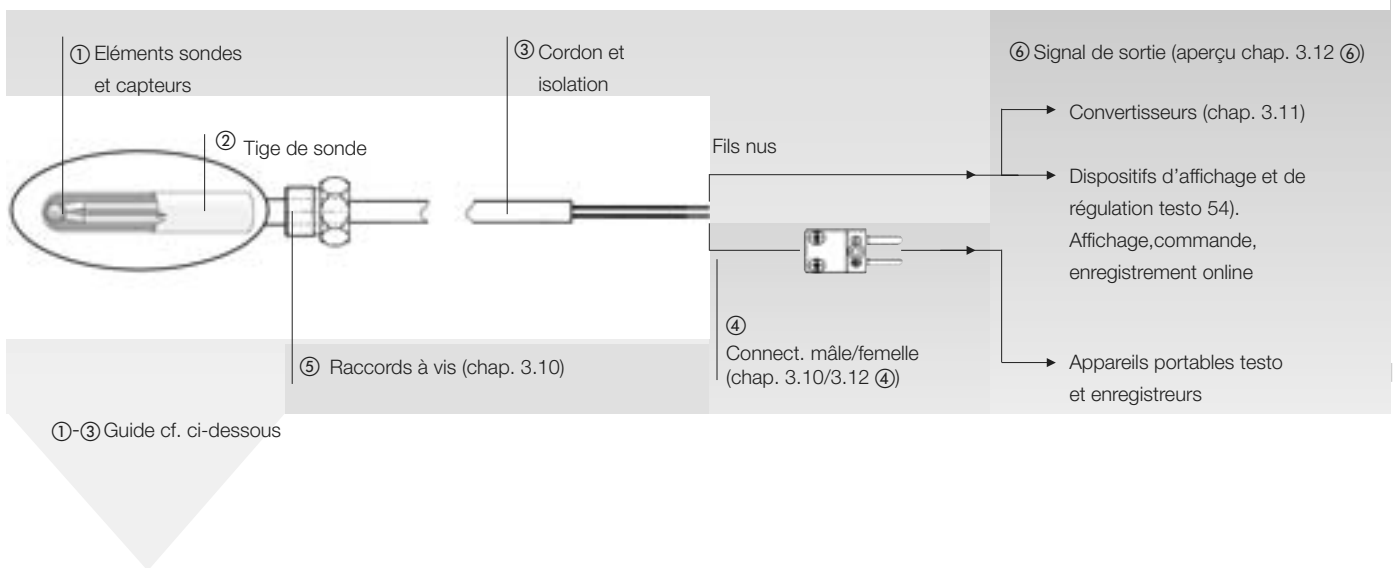 ① Eléments sondes
et capteurs
② Tige de sonde
③ Cordon et
isolation
Fils nus
④
Connect. mâle/femelle
(chap. 3.10/3.12 ④)
⑤ Raccords à vis (chap. 3.10)
⑥ Signal de sortie (aperçu chap. 3.12 ⑥)
Convertisseurs (chap. 3.11)
Dispositifs d’affichage et de
régulation testo 54).
Affichage,commande,
enregistrement online
Appareils portables testo
et enregistreurs
①-③ Guide cf. ci-dessous